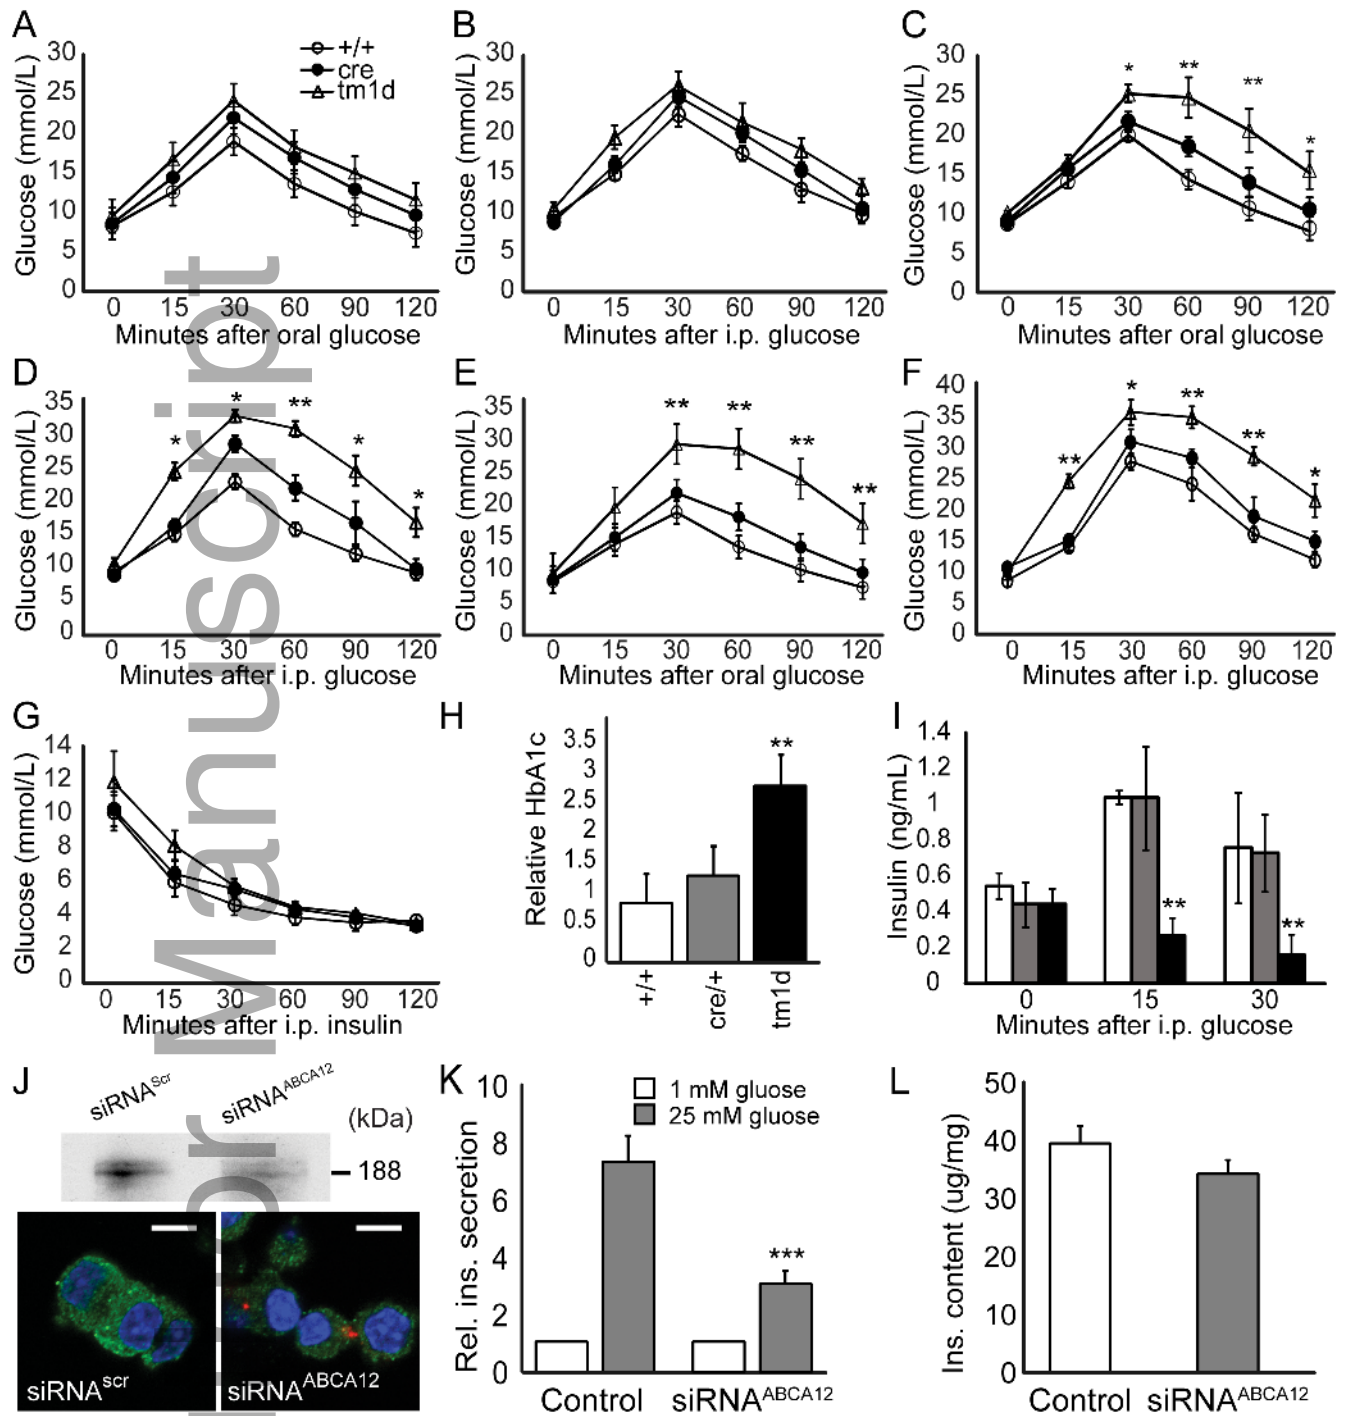 A
30
25
20
15
10
5
0
Glucose (mmol/L)
+/+
cre
tm1d
0 15 30 60 90 120
Minutes after oral glucose
B
30
25
20
15
10
5
0
Glucose (mmol/L)
0 15 30 60 90 120
Minutes after i.p. glucose
C
30
25
20
15
10
5
0
Glucose (mmol/L)
* ** ** *
0 15 30 60 90 120
Minutes after oral glucose
D
35
30
25
20
15
10
5
0
Glucose (mmol/L)
* * ** * *
0 15 30 60 90 120
Minutes after i.p. glucose
E
35
30
25
20
15
10
5
0
Glucose (mmol/L)
** ** ** **
0 15 30 60 90 120
Minutes after oral glucose
F
40
35
30
25
20
15
10
5
0
Glucose (mmol/L)
** * ** ** *
0 15 30 60 90 120
Minutes after i.p. glucose
G
14
12
10
8
6
4
2
0
Glucose (mmol/L)
0 15 30 60 90 120
Minutes after i.p. insulin
H
3.5
3
2.5
2
1.5
1
0.5
0
Relative HbA1c
**
+/+
cre/+
tm1d
I
1.4
1.2
1
0.8
0.6
0.4
0.2
0
Insulin (ng/mL)
** **
0 15 30
Minutes after i.p. glucose
J
siRNAScr siRNAABCA12 (kDa)
188
siRNAscr siRNAABCA12
K
10
8
6
4
2
0
Rel. ins. secretion
1 mM gluose
25 mM gluose
***
Control siRNAABCA12
L
50
40
30
20
10
0
Ins. content (ug/mg)
Control siRNAABCA12
Manuscript